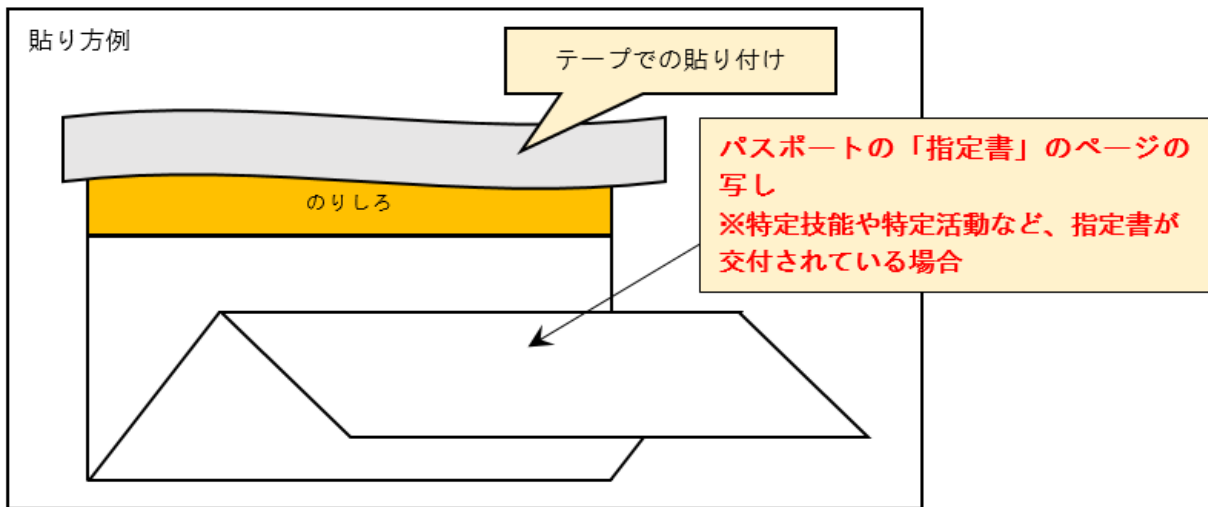 貼り方例
テープでの貼り付け
パスポートの「指定書」のページの
写し
※特定技能や特定活動など、指定書が
交付されている場合
のりしろ